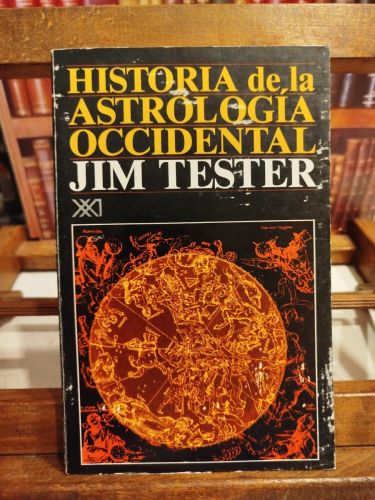 HISTORIA de la
ASTROLOGÍA
OCCIDENTAL
JIM TESTER
XXI